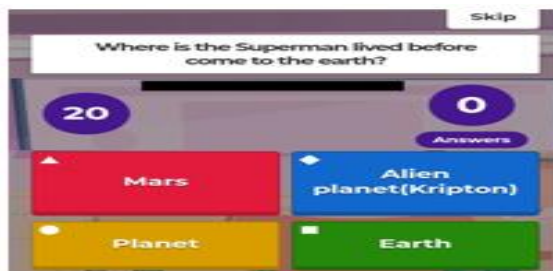 Skip
Where is the Superman lived before
come to the earth?
20
0
Answers
Mars
Alien
planet(Kripton)
Planet
Earth